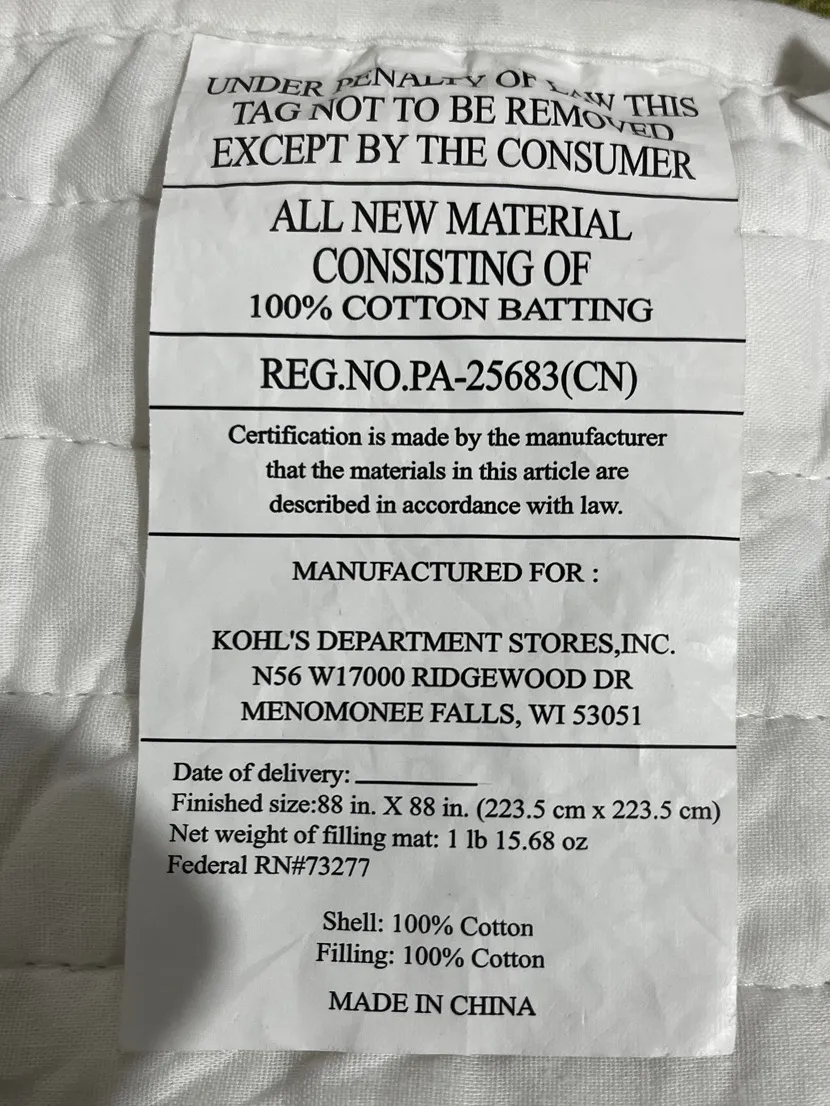 UNDER PENALTY OF LAW THIS
TAG NOT TO BE REMOVED
EXCEPT BY THE CONSUMER
ALL NEW MATERIAL
CONSISTING OF
100% COTTON BATTING
REG.NO.PA-25683(CN)
Certification is made by the manufacturer
that the materials in this article are
described in accordance with law.
MANUFACTURED FOR :
KOHL'S DEPARTMENT STORES,INC.
N56 W17000 RIDGEWOOD DR
MENOMONEE FALLS, WI 53051
Date of delivery: __________
Finished size:88 in. X 88 in. (223.5 cm x 223.5 cm)
Net weight of filling mat: 1 lb 15.68 oz
Federal RN#73277
Shell: 100% Cotton
Filling: 100% Cotton
MADE IN CHINA